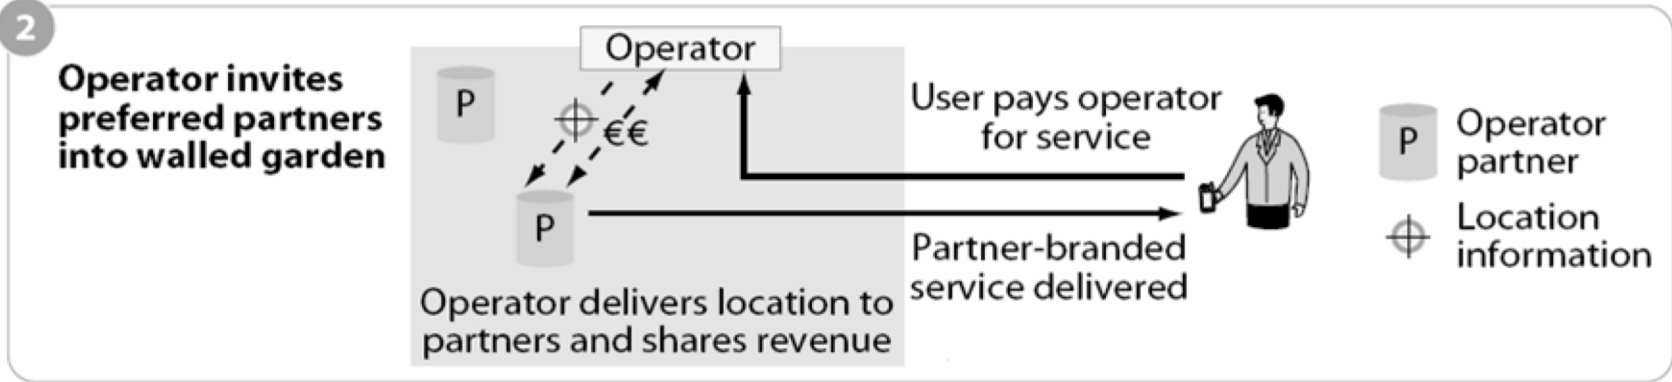 2
Operator invites
preferred partners
into walled garden
Operator
P
€€
P
Operator delivers location to
partners and shares revenue
User pays operator
for service
Partner-branded
service delivered
P
Operator
partner
Location
information